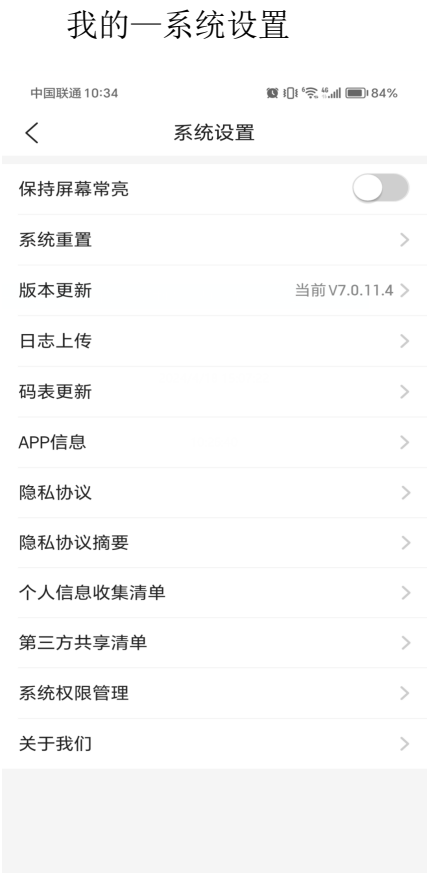 我的—系统设置
中国联通 10:34 84%
系统设置
保持屏幕常亮
系统重置
版本更新 当前 V7.0.11.4
日志上传
码表更新
APP信息
隐私协议
隐私协议摘要
个人信息收集清单
第三方共享清单
系统权限管理
关于我们